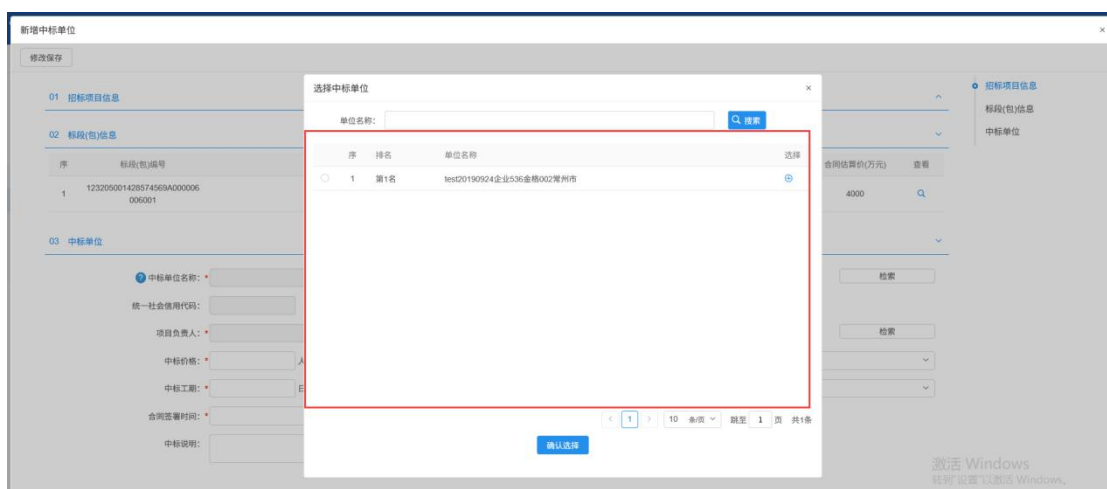 新增中标单位
×
修改保存
01 招标项目信息
02 标段(包)信息
序 标段(包)编号 合同估算价(万元) 查看
1 123205001428574569A000006006001 4000
03 中标单位
? 中标单位名称: * 检索
统一社会信用代码:
项目负责人: * 检索
中标价格: *
中标工期: * 日
合同签署时间: *
中标说明:
选择中标单位 ×
单位名称: 搜索
序 排名 单位名称 选择
1 第1名 test20190924企业536金格002常州市
< 1 > 10 条/页 跳至 1 页 共1条
确认选择
招标项目信息
标段(包)信息
中标单位
激活 Windows
转到"设置"以激活 Windows。